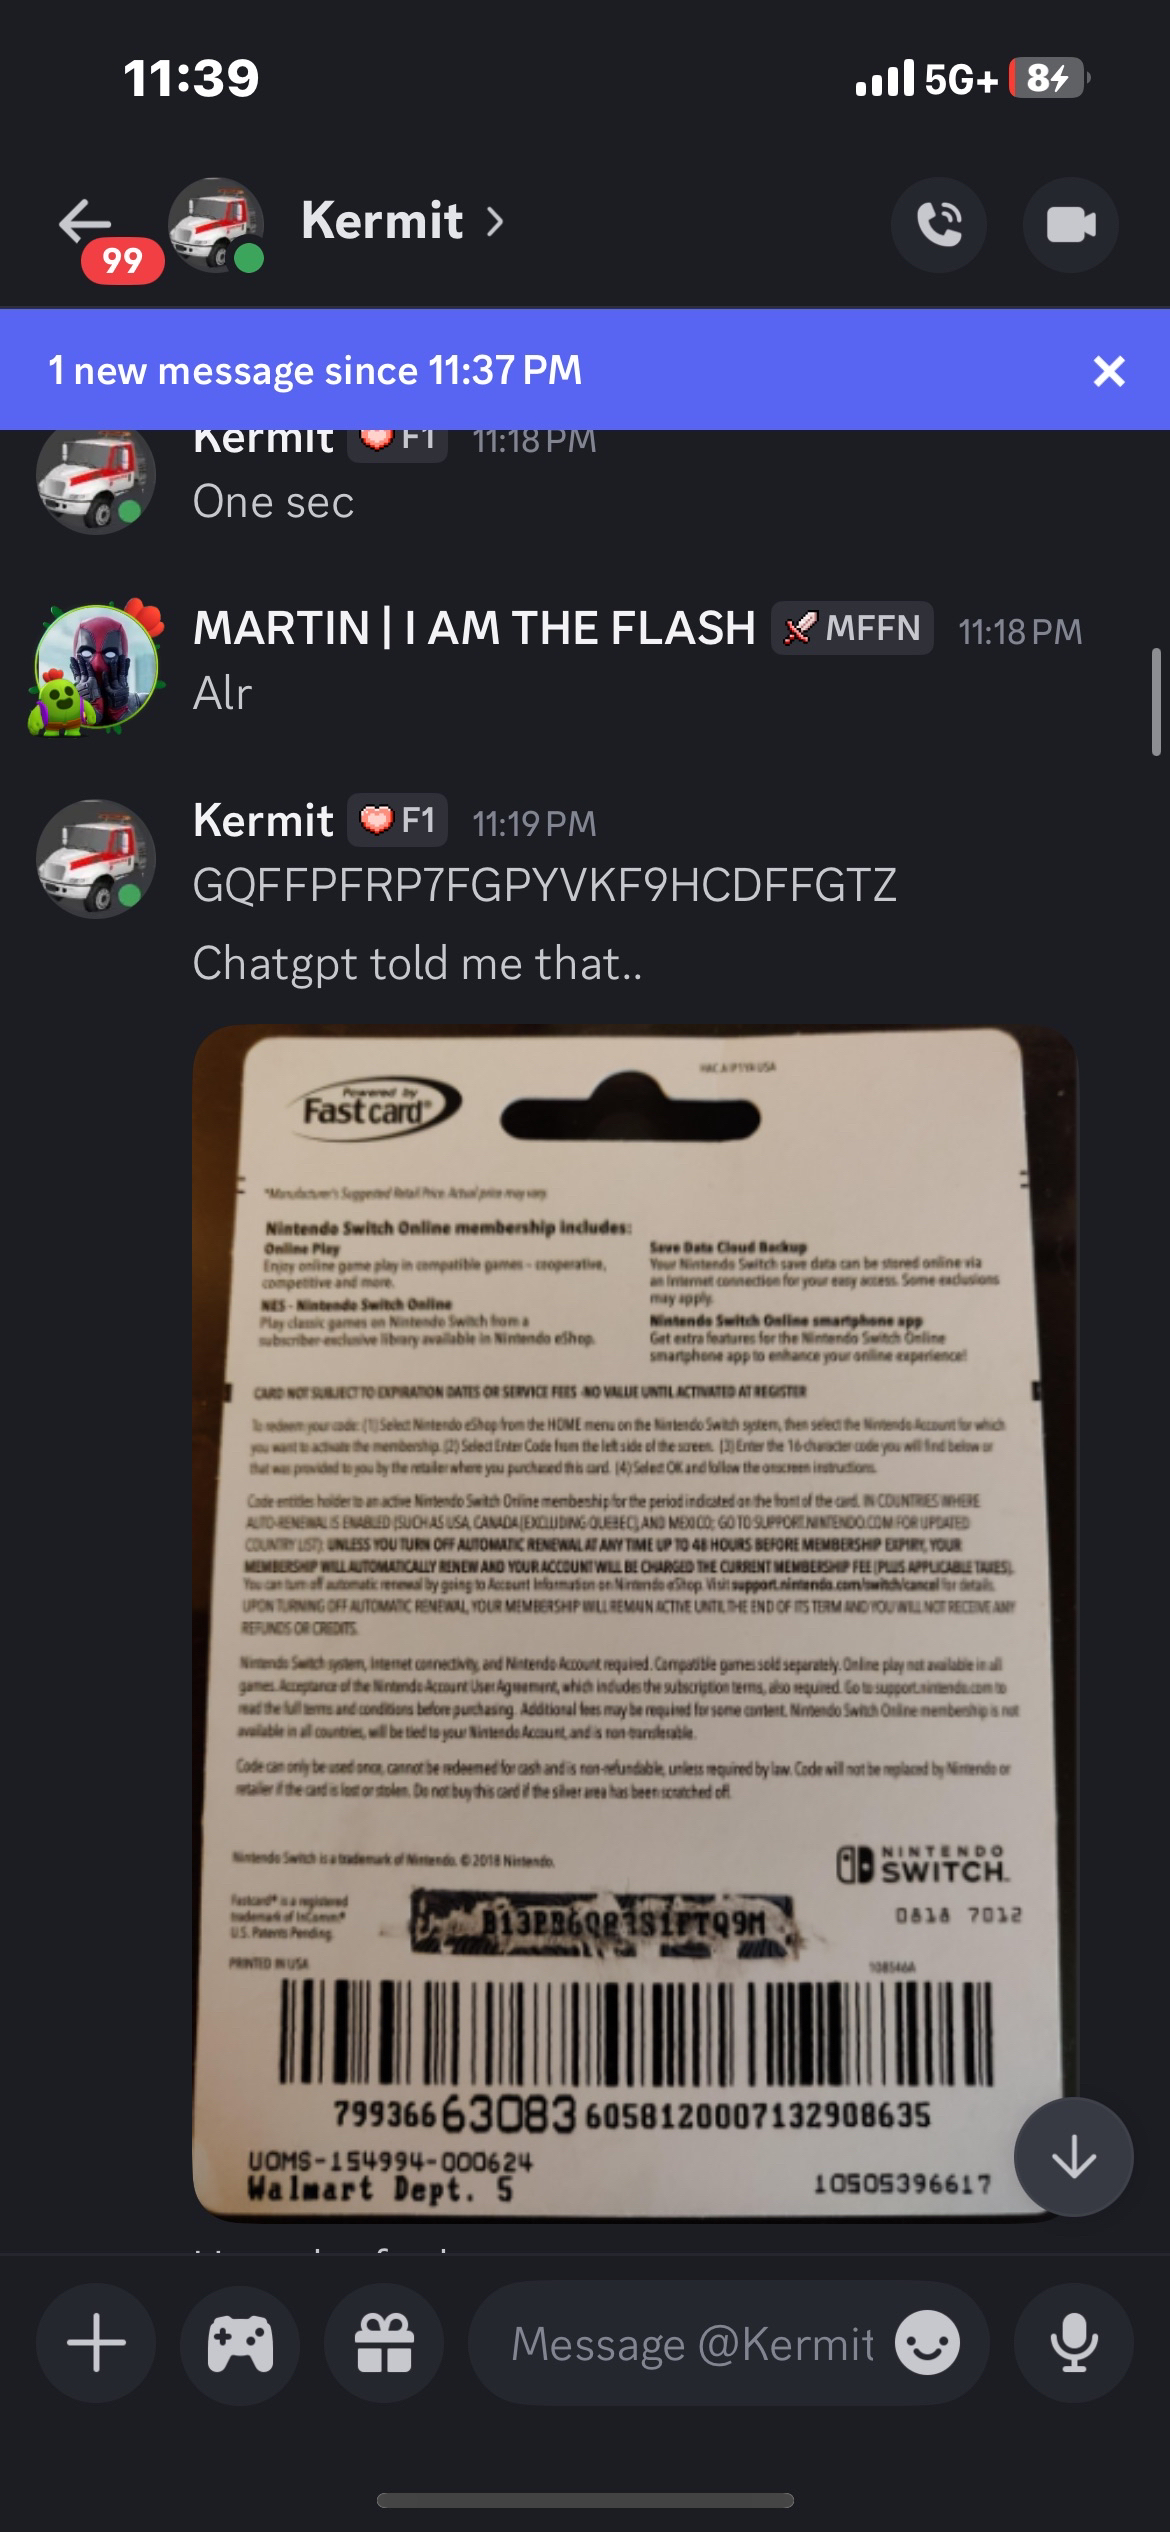 11:39
5G+
8
Kermit
99
1 new message since 11:37 PM
Kermit F1 11:18 PM
One sec
MARTIN | I AM THE FLASH MFFN 11:18 PM
Alr
Kermit F1 11:19 PM
GQFFPFRP7FGPYVKF9HCDFFGTZ
Chatgpt told me that..
Powered by
Fastcard®
*Manufacturer's Suggested Retail Price. Actual price may vary.
Nintendo Switch Online membership includes:
Online Play
Enjoy online game play in compatible games - cooperative,
competitive and more.
NES - Nintendo Switch Online
Play classic games on Nintendo Switch from a
subscriber-exclusive library available in Nintendo eShop.
Save Data Cloud Backup
Your Nintendo Switch save data can be stored online via
an Internet connection for your easy access. Some exclusions
may apply.
Nintendo Switch Online smartphone app
Get extra features for the Nintendo Switch Online
smartphone app to enhance your online experience!
CARD NOT SUBJECT TO EXPIRATION DATES OR SERVICE FEES - NO VALUE UNTIL ACTIVATED AT REGISTER
To redeem your code: (1) Select Nintendo eShop from the HOME menu on the Nintendo Switch system, then select the Nintendo Account for which
you want to activate the membership. (2) Select Enter Code from the left side of the screen. (3) Enter the 16-character code you will find below or
that was provided to you by the retailer where you purchased this card. (4) Select OK and follow the onscreen instructions.
Code entitles holder to an active Nintendo Switch Online membership for the period indicated on the front of the card. IN COUNTRIES WHERE
AUTO-RENEWAL IS ENABLED (SUCH AS USA, CANADA [EXCLUDING QUEBEC], AND MEXICO; GO TO SUPPORT.NINTENDO.COM FOR UPDATED
COUNTRY LIST): UNLESS YOU TURN OFF AUTOMATIC RENEWAL AT ANY TIME UP TO 48 HOURS BEFORE MEMBERSHIP EXPIRY, YOUR
MEMBERSHIP WILL AUTOMATICALLY RENEW AND YOUR ACCOUNT WILL BE CHARGED THE CURRENT MEMBERSHIP FEE (PLUS APPLICABLE TAXES).
You can turn off automatic renewal by going to Account Information on Nintendo eShop. Visit support.nintendo.com/switch/cancel for details.
UPON TURNING OFF AUTOMATIC RENEWAL, YOUR MEMBERSHIP WILL REMAIN ACTIVE UNTIL THE END OF ITS TERM AND YOU WILL NOT RECEIVE ANY
REFUNDS OR CREDITS.
Nintendo Switch system, Internet connectivity, and Nintendo Account required. Compatible games sold separately. Online play not available in all
games. Acceptance of the Nintendo Account User Agreement, which includes the subscription terms, also required. Go to support.nintendo.com to
read the full terms and conditions before purchasing. Additional fees may be required for some content. Nintendo Switch Online membership is not
available in all countries, will be tied to your Nintendo Account, and is non-transferable.
Code can only be used once, cannot be redeemed for cash and is non-refundable, unless required by law. Code will not be replaced by Nintendo or
retailer if the card is lost or stolen. Do not buy this card if the silver area has been scratched off.
Nintendo Switch is a trademark of Nintendo. © 2018 Nintendo.
NINTENDO
SWITCH™
Fastcard® is a registered
trademark of InComm®
U.S. Patents Pending.
0818 7012
PRINTED IN USA
108546A
799366 63083 6058120007132908635
UOMS-154994-000624
Walmart Dept. 5
10505396617
Message @Kermit